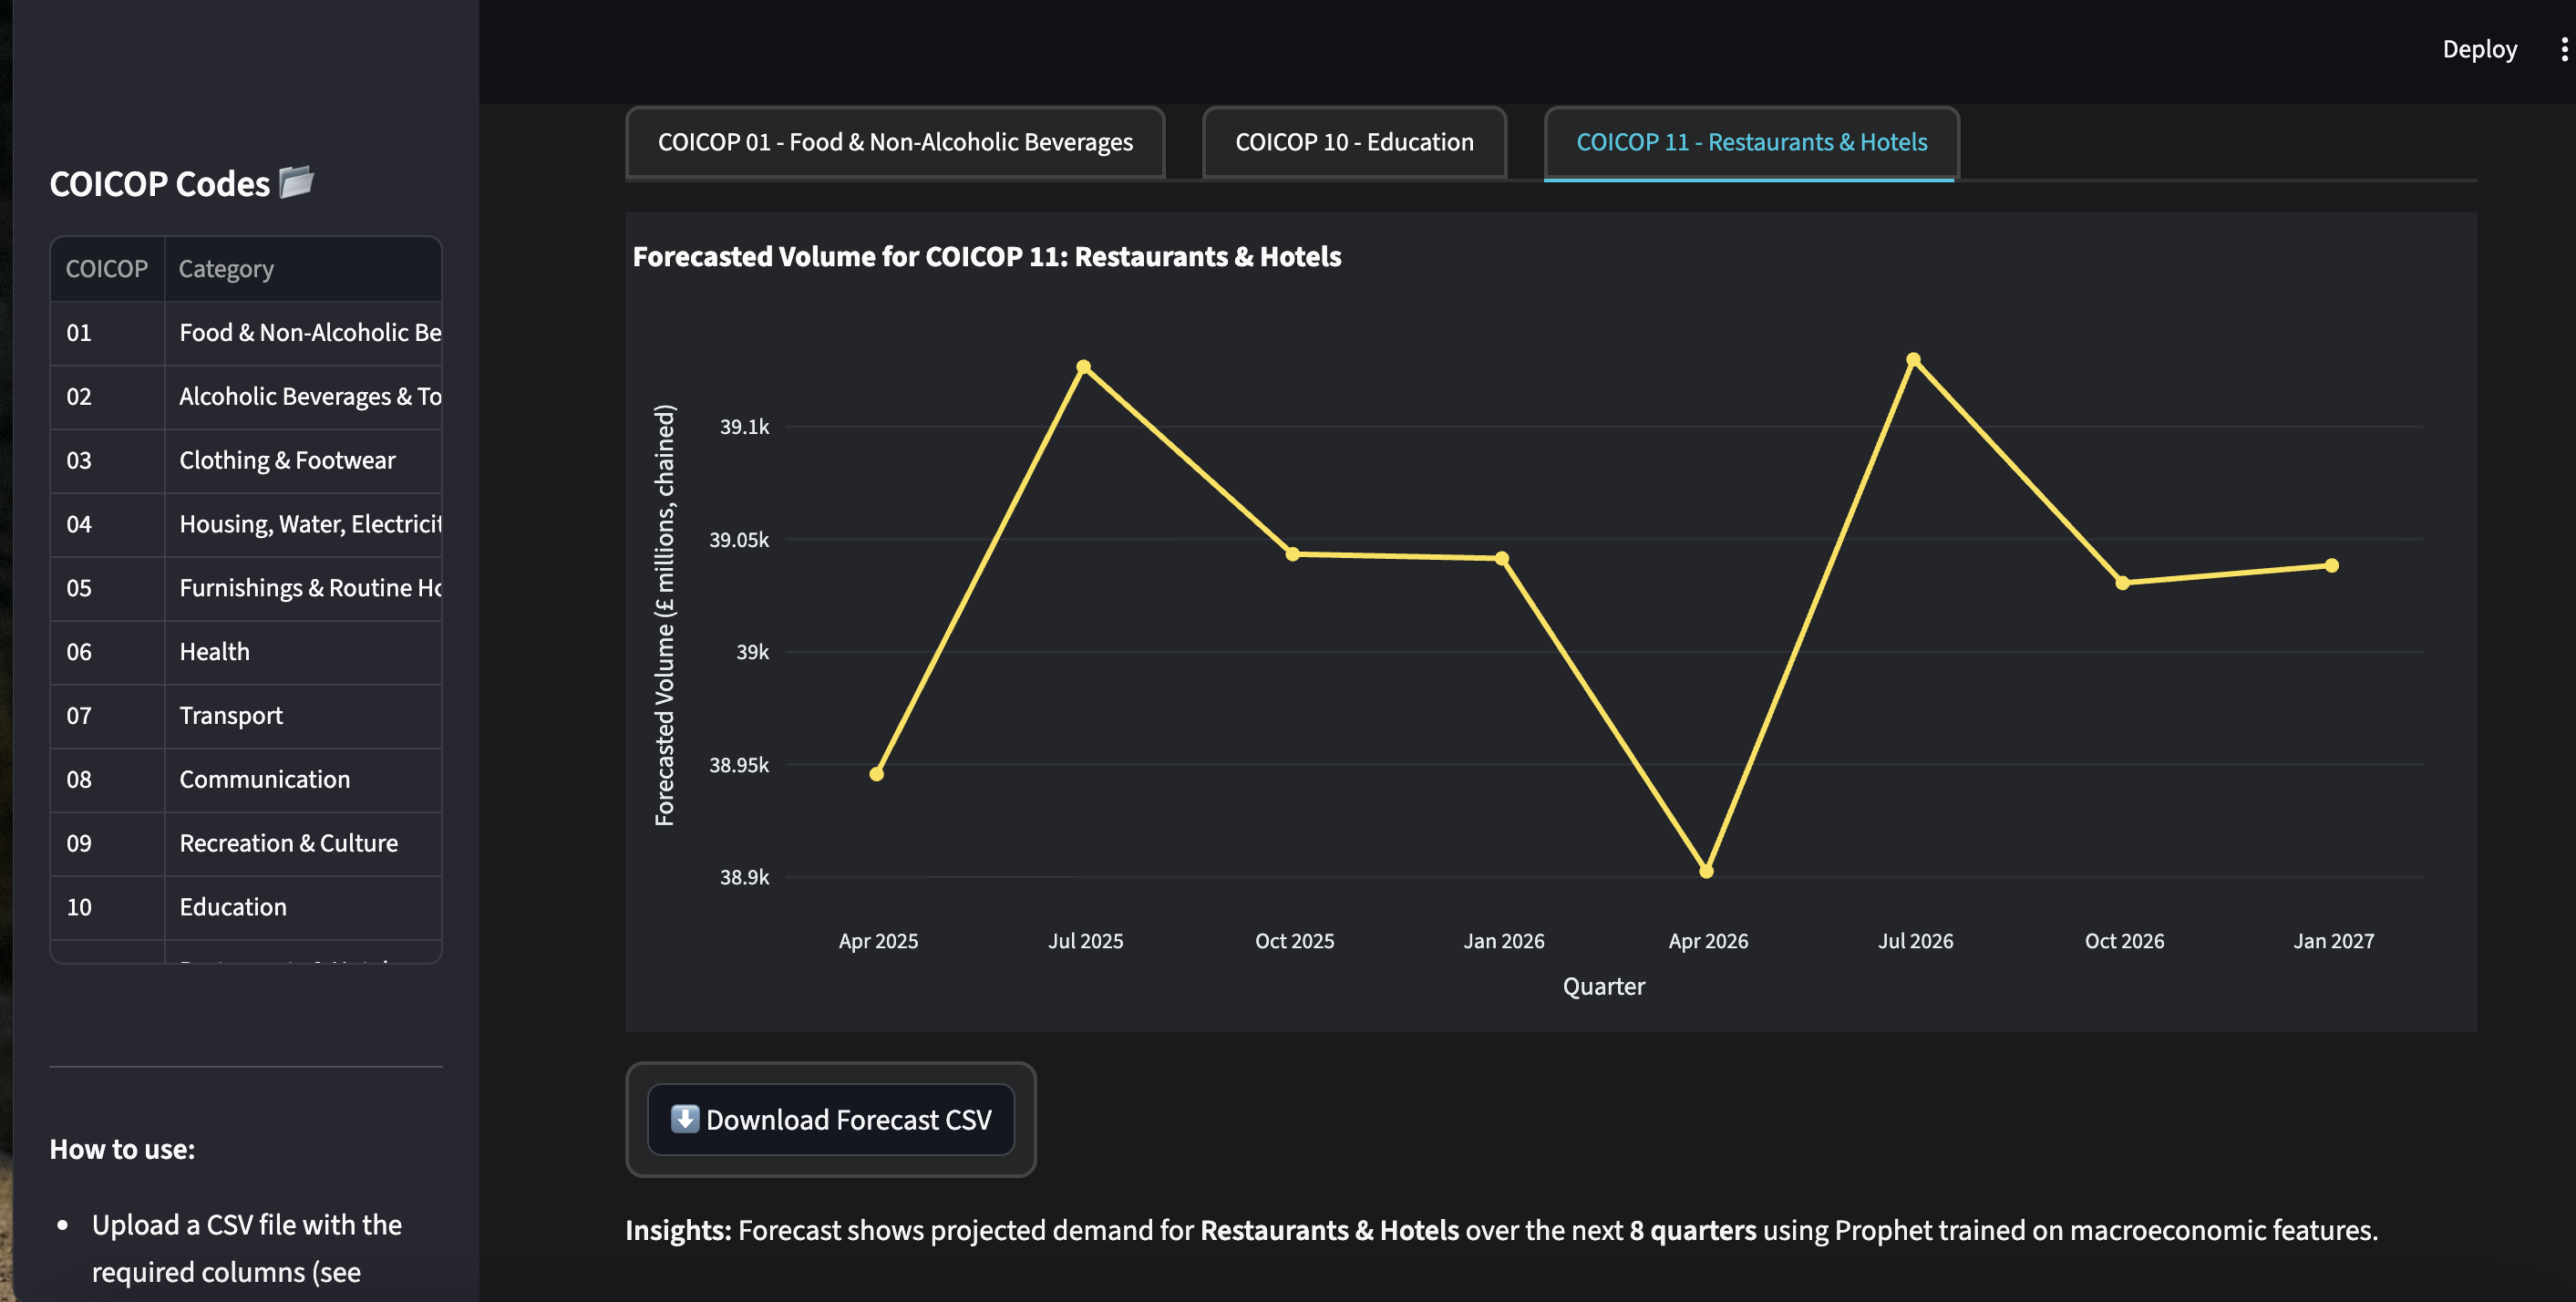 Deploy
COICOP Codes
COICOP Category
01 Food & Non-Alcoholic Be
02 Alcoholic Beverages & To
03 Clothing & Footwear
04 Housing, Water, Electricit
05 Furnishings & Routine Ho
06 Health
07 Transport
08 Communication
09 Recreation & Culture
10 Education
How to use:
• Upload a CSV file with the
required columns (see
COICOP 01 - Food & Non-Alcoholic Beverages
COICOP 10 - Education
COICOP 11 - Restaurants & Hotels
Forecasted Volume for COICOP 11: Restaurants & Hotels
Forecasted Volume (£ millions, chained)
39.1k
39.05k
39k
38.95k
38.9k
Apr 2025 Jul 2025 Oct 2025 Jan 2026 Apr 2026 Jul 2026 Oct 2026 Jan 2027
Quarter
Download Forecast CSV
Insights: Forecast shows projected demand for Restaurants & Hotels over the next 8 quarters using Prophet trained on macroeconomic features.